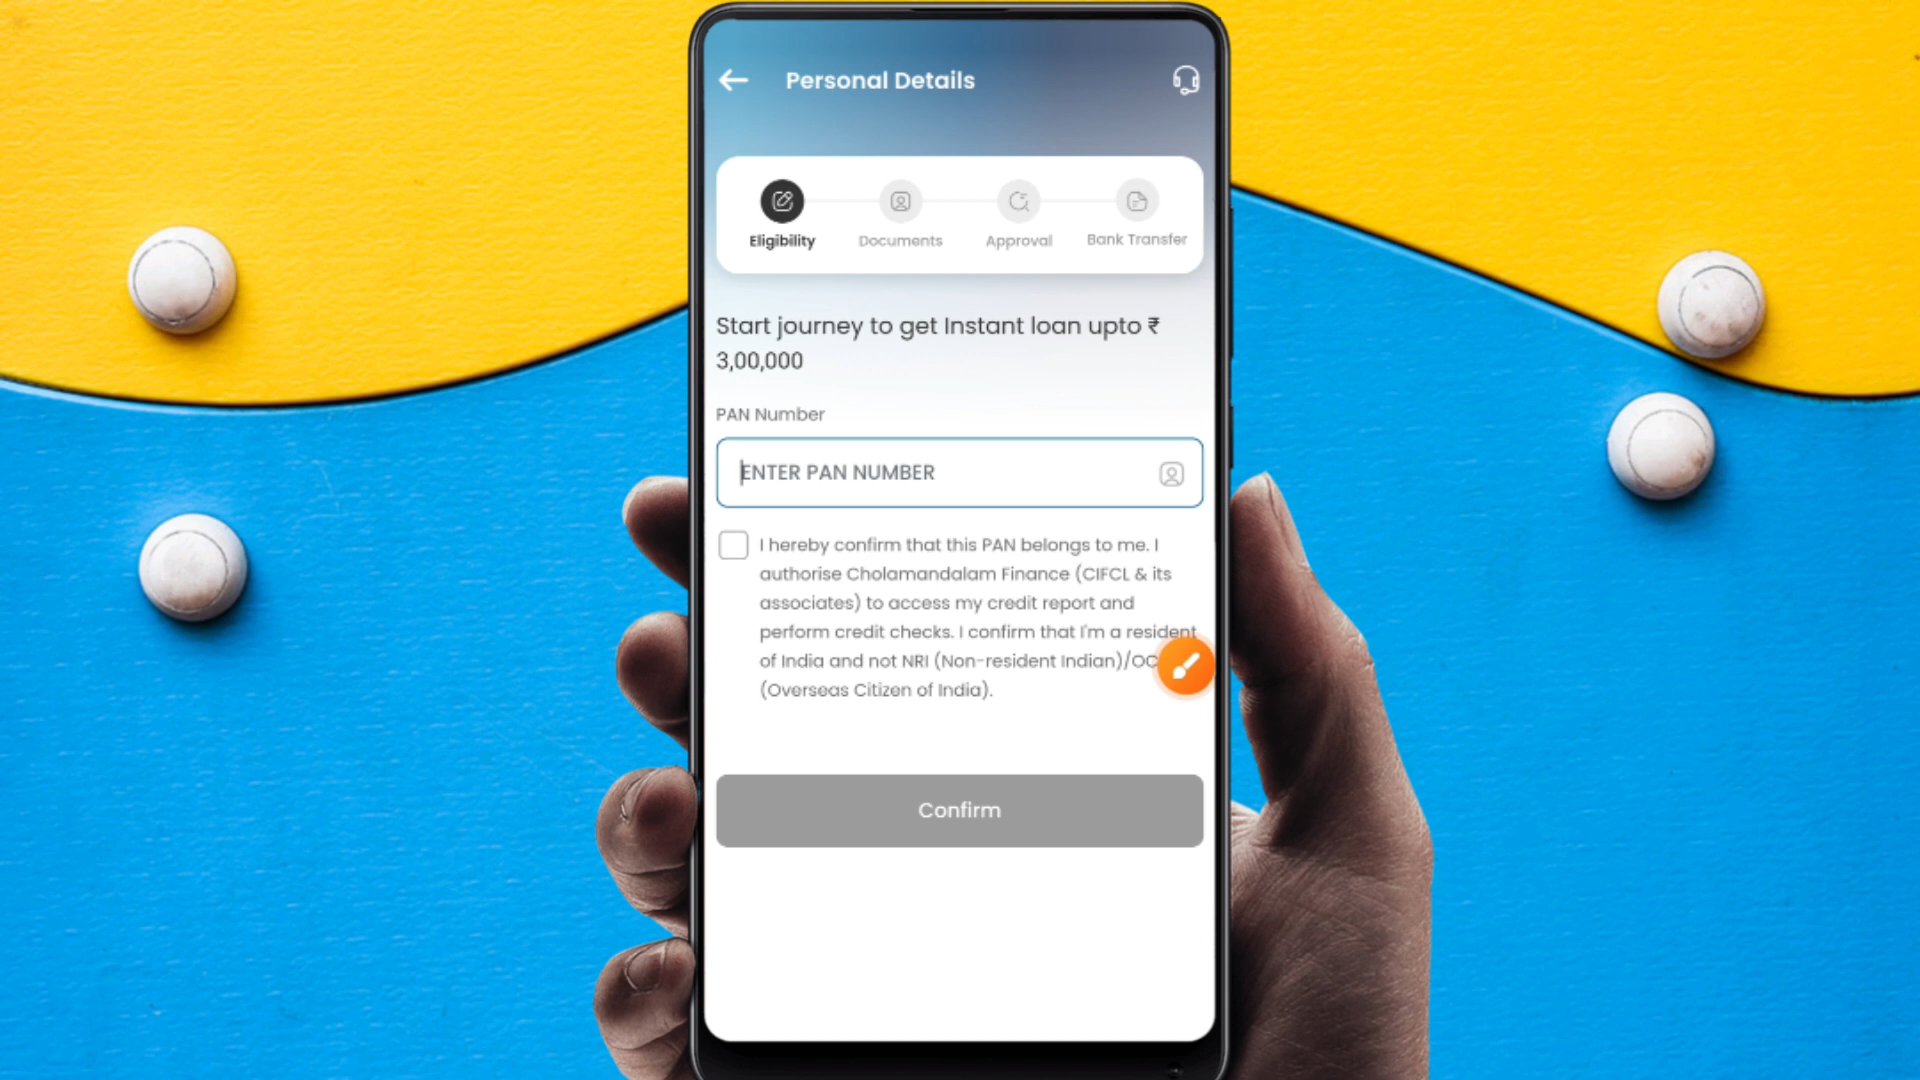 Personal Details
Eligibility
Documents
Approval
Bank Transfer
Start journey to get Instant loan upto ₹
3,00,000
PAN Number
ENTER PAN NUMBER
I hereby confirm that this PAN belongs to me. I
authorise Cholamandalam Finance (CIFCL & its
associates) to access my credit report and
perform credit checks. I confirm that I'm a resident
of India and not NRI (Non-resident Indian)/OC
(Overseas Citizen of India).
Confirm